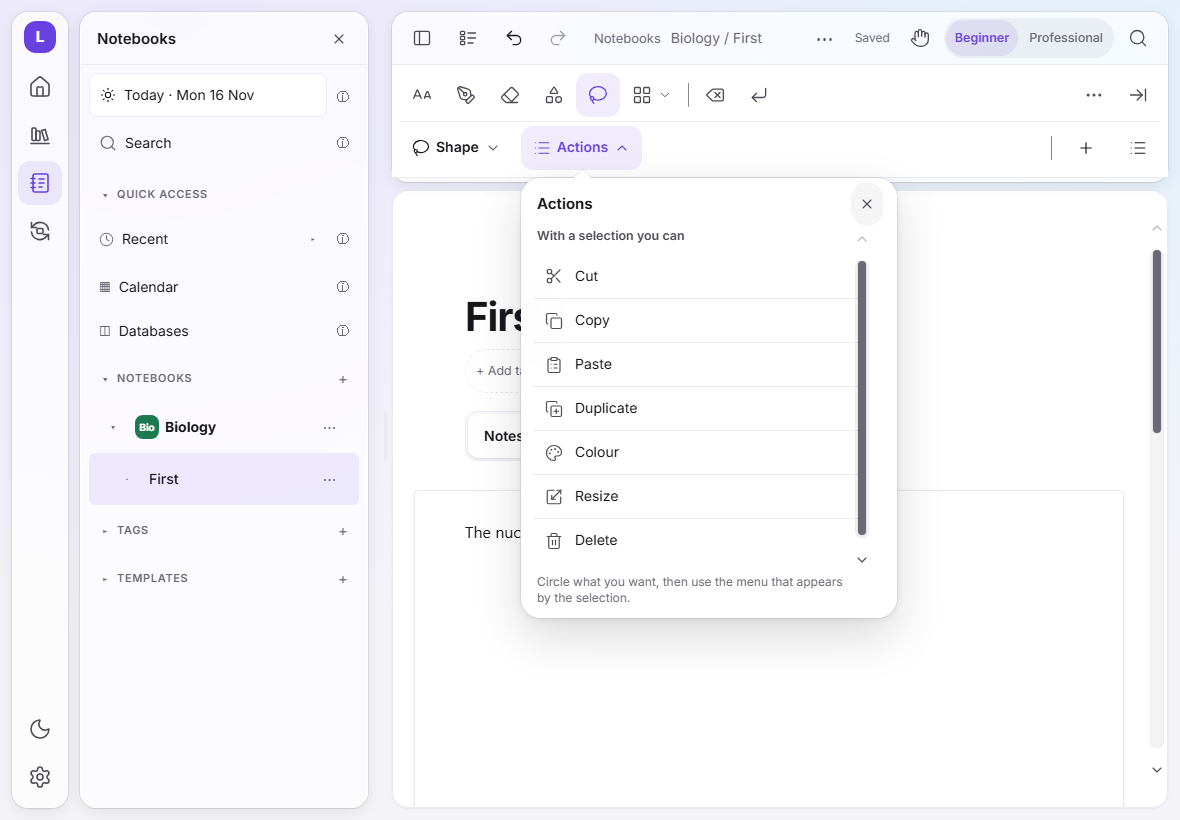 L
Notebooks
Today · Mon 16 Nov
Search
QUICK ACCESS
Recent
Calendar
Databases
NOTEBOOKS
Bio Biology
First
TAGS
TEMPLATES
Notebooks Biology / First
Saved
Beginner Professional
AA
Shape
Actions
Actions
With a selection you can
Cut
Copy
Paste
Duplicate
Colour
Resize
Delete
Circle what you want, then use the menu that appears
by the selection.
+ Add
Notes
The